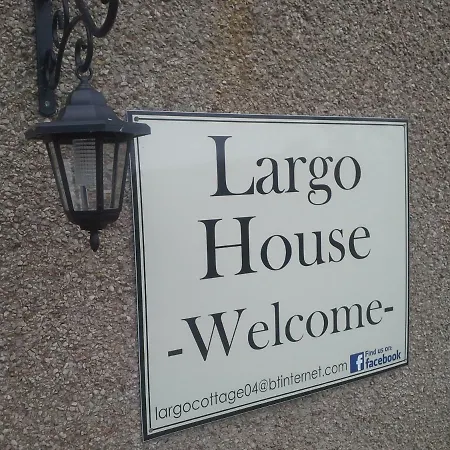 Largo
House
-Welcome-
largocottage04@btinternet.com
f Find us on:
facebook